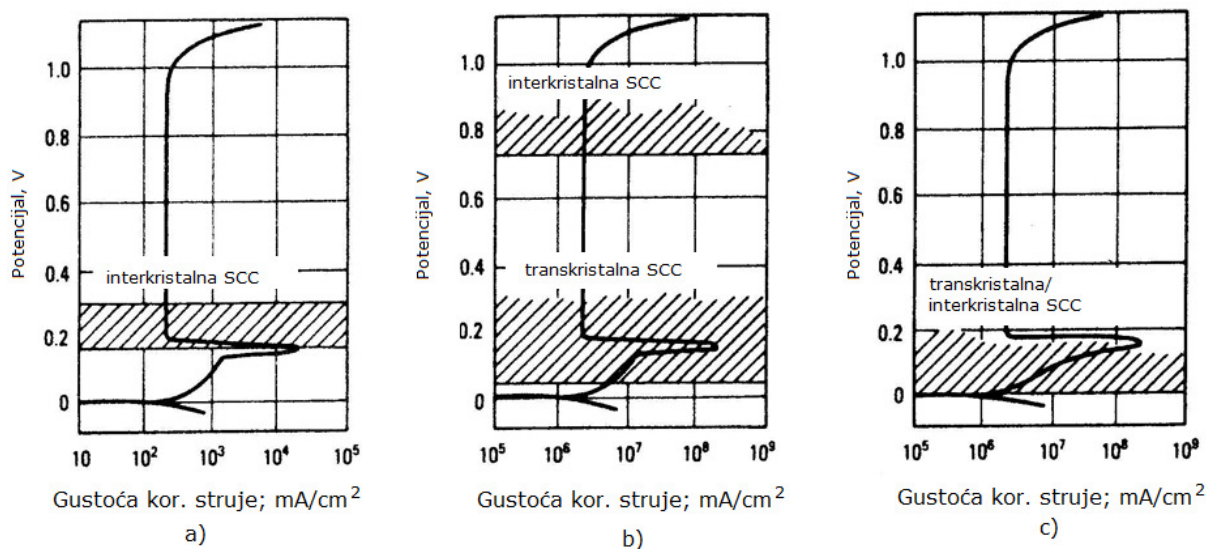 Potencijal, V
1.0
0.8
0.6
0.4
0.2
0
interkristalna SCC
10 10² 10³ 10⁴ 10⁵
Gustoća kor. struje; mA/cm²
a)
Potencijal, V
1.0
0.8
0.6
0.4
0.2
0
interkristalna SCC
transkristalna SCC
10⁵ 10⁶ 10⁷ 10⁸ 10⁹
Gustoća kor. struje; mA/cm²
b)
Potencijal, V
1.0
0.8
0.6
0.4
0.2
0
transkristalna/
interkristalna SCC
10⁵ 10⁶ 10⁷ 10⁸ 10⁹
Gustoća kor. struje; mA/cm²
c)